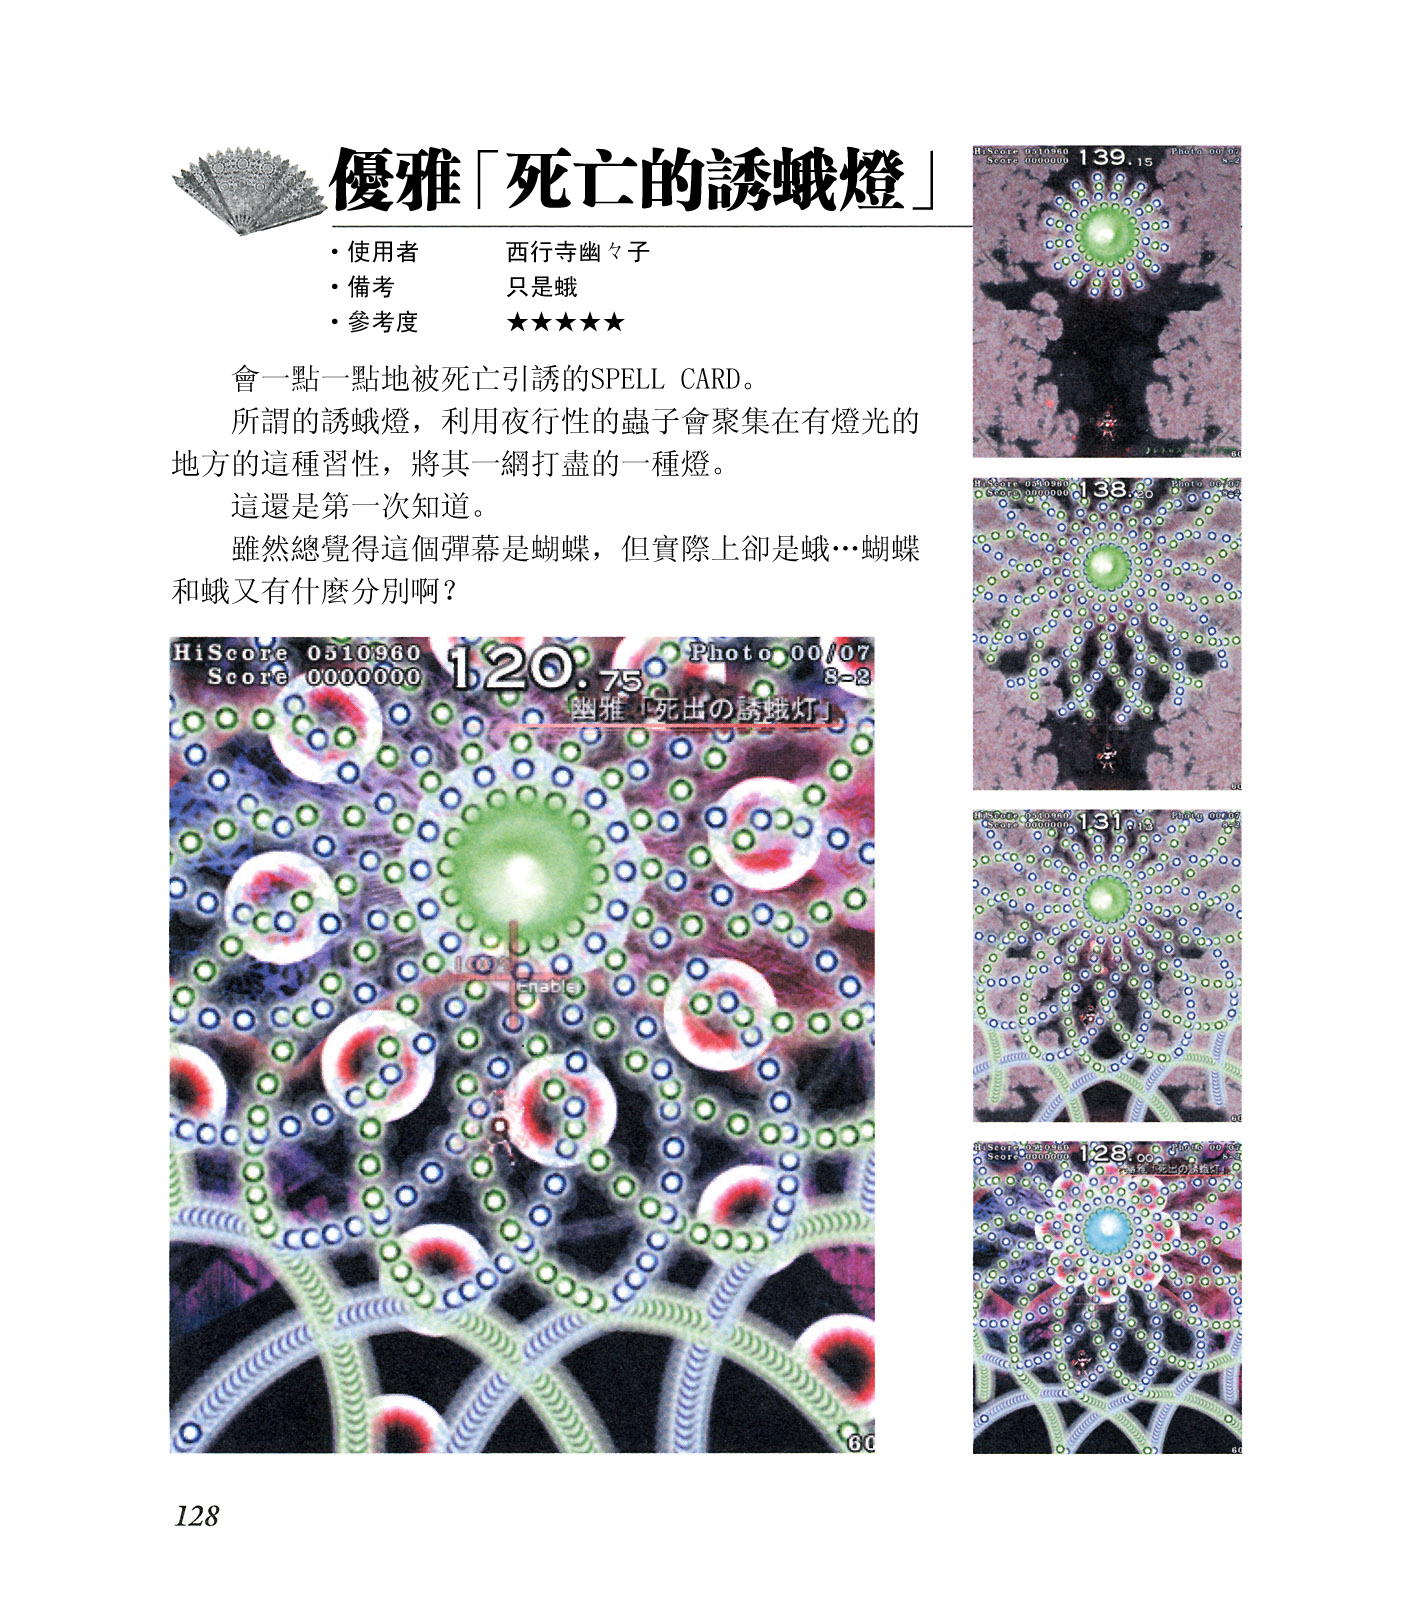 優雅「死亡的誘蛾燈」
・使用者 西行寺幽々子
・備考 只是蛾
・參考度 ★★★★★
會一點一點地被死亡引誘的SPELL CARD。
所謂的誘蛾燈，利用夜行性的蟲子會聚集在有燈光的
地方的這種習性，將其一網打盡的一種燈。
這還是第一次知道。
雖然總覺得這個彈幕是蝴蝶，但實際上卻是蛾…蝴蝶
和蛾又有什麼分別啊？
HiScore 0510960 120.75 Photo 00/07
Score 0000000 8-2
幽雅「死出の誘蛾灯」
Enable
60
HiScore 0510960 139.15 Photo 00/07
Score 0000000 8-2
60
HiScore 0510960 138.20 Photo 00/07
Score 0000000 8-2
60
HiScore 0510960 131.13 Photo 00/07
Score 0000000 8-2
60
HiScore 0510960 128.00 Photo 00/07
Score 0000000 8-2
幽雅「死出の誘蛾灯」
60
128